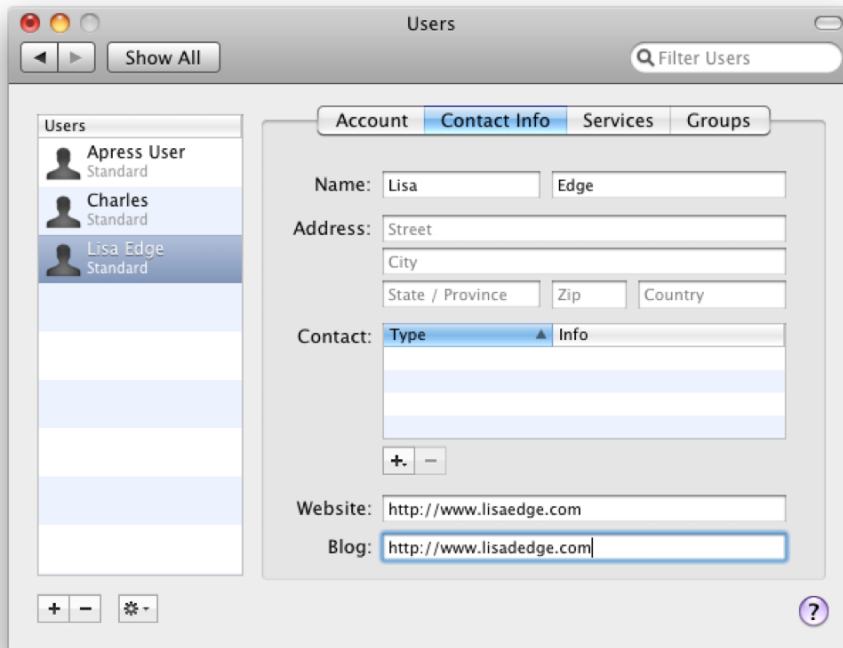 Users
Show All
Filter Users
Users
Apress User
Standard
Charles
Standard
Lisa Edge
Standard
Account Contact Info Services Groups
Name: Lisa Edge
Address: Street
City
State / Province Zip Country
Contact: Type Info
Website: http://www.lisaedge.com
Blog: http://www.lisadedge.com